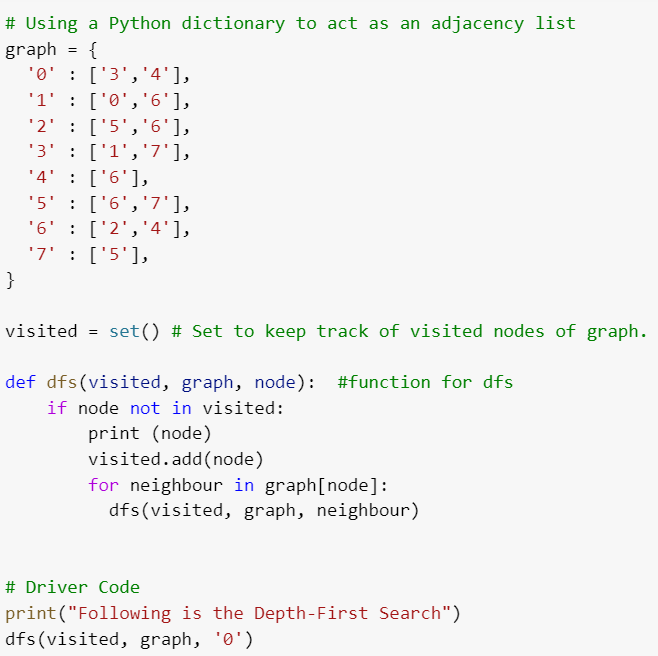 # Using a Python dictionary to act as an adjacency list
graph = {
  '0' : ['3','4'],
  '1' : ['0','6'],
  '2' : ['5','6'],
  '3' : ['1','7'],
  '4' : ['6'],
  '5' : ['6','7'],
  '6' : ['2','4'],
  '7' : ['5'],
}

visited = set() # Set to keep track of visited nodes of graph.

def dfs(visited, graph, node):  #function for dfs
    if node not in visited:
        print (node)
        visited.add(node)
        for neighbour in graph[node]:
          dfs(visited, graph, neighbour)


# Driver Code
print("Following is the Depth-First Search")
dfs(visited, graph, '0')